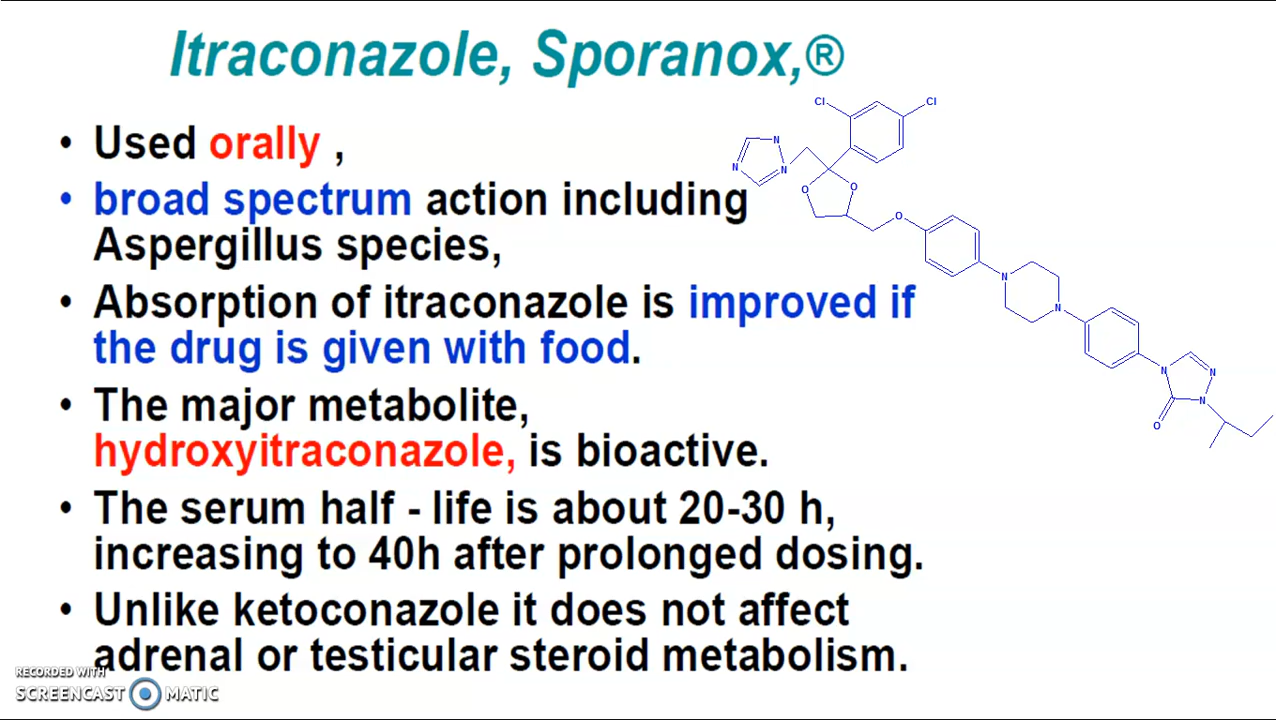 Itraconazole, Sporanox,®
• Used orally ,
• broad spectrum action including
Aspergillus species,
• Absorption of itraconazole is improved if
the drug is given with food.
• The major metabolite,
hydroxyitraconazole, is bioactive.
• The serum half - life is about 20-30 h,
increasing to 40h after prolonged dosing.
• Unlike ketoconazole it does not affect
adrenal or testicular steroid metabolism.
Cl
Cl
N
N
N
O
O
O
N
N
N
N
N
O
RECORDED WITH
SCREENCAST MATIC